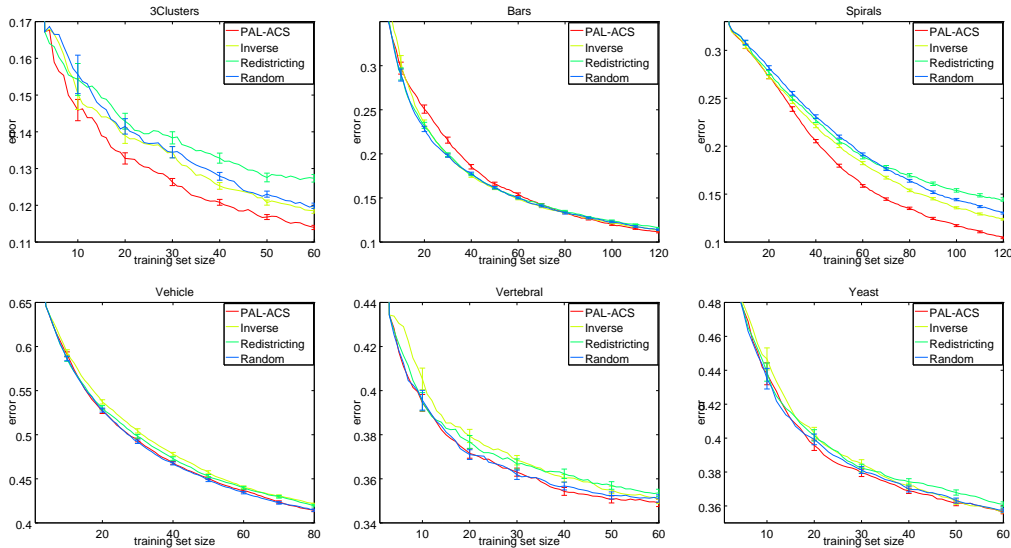 3Clusters
0.17
0.16
0.15
0.14
0.13
0.12
0.11
error
10 20 30 40 50 60
training set size
PAL-ACS
Inverse
Redistricting
Random
Bars
0.3
0.25
0.2
0.15
0.1
error
20 40 60 80 100 120
training set size
PAL-ACS
Inverse
Redistricting
Random
Spirals
0.3
0.25
0.2
0.15
0.1
error
20 40 60 80 100 120
training set size
PAL-ACS
Inverse
Redistricting
Random
Vehicle
0.65
0.6
0.55
0.5
0.45
0.4
error
20 40 60 80
training set size
PAL-ACS
Inverse
Redistricting
Random
Vertebral
0.44
0.42
0.4
0.38
0.36
0.34
error
10 20 30 40 50 60
training set size
PAL-ACS
Inverse
Redistricting
Random
Yeast
0.48
0.46
0.44
0.42
0.4
0.38
0.36
error
10 20 30 40 50 60
training set size
PAL-ACS
Inverse
Redistricting
Random